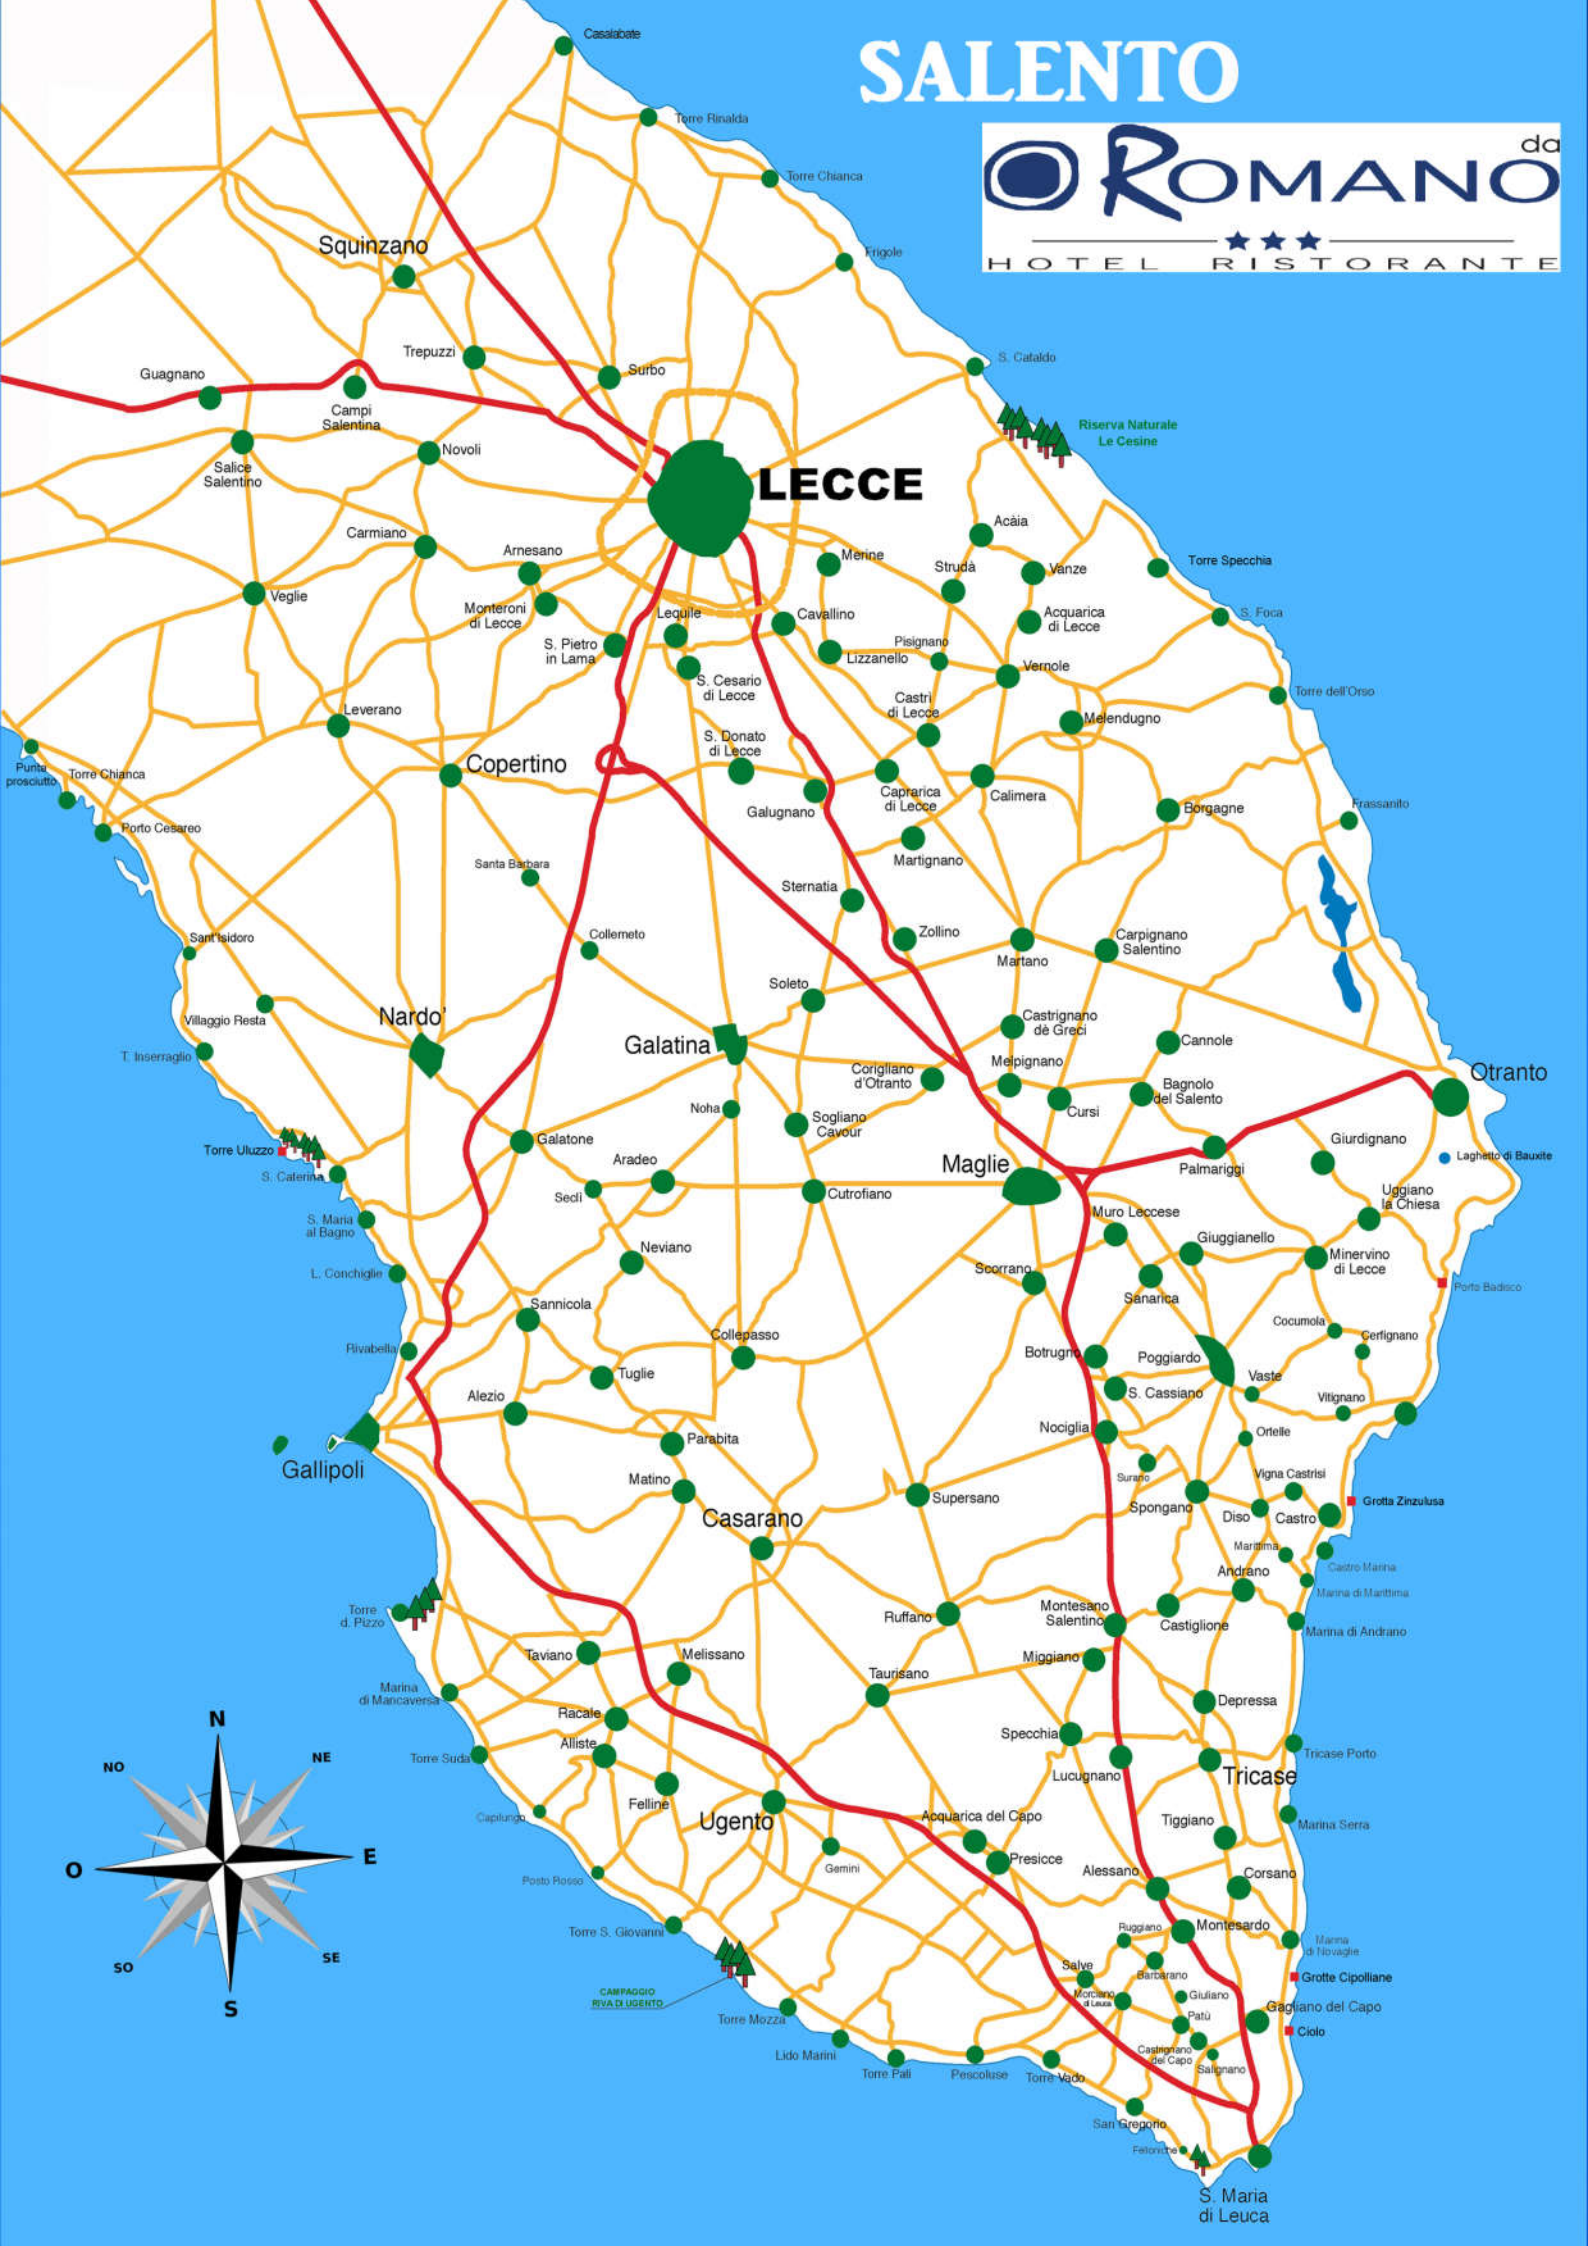 SALENTO
da
ROMANO
HOTEL RISTORANTE
Casalabate
Torre Rinalda
Torre Chianca
Frigole
Squinzano
Trepuzzi
Surbo
S. Cataldo
Guagnano
Campi
Salentina
Riserva Naturale
Le Cesine
Novoli
Salice
Salentino
LECCE
Acàia
Carmiano
Arnesano
Merine
Strudà
Vanze
Torre Specchia
Veglie
Monteroni
di Lecce
Lequile
Cavallino
Acquarica
di Lecce
S. Foca
S. Pietro
in Lama
Pisignano
Lizzanello
Vernole
S. Cesario
di Lecce
Castrì
di Lecce
Torre dell'Orso
Leverano
Melendugno
S. Donato
di Lecce
Copertino
Punta
prosciutto
Torre Chianca
Caprarica
di Lecce
Calimera
Galugnano
Borgagne
Frassanito
Porto Cesareo
Martignano
Santa Barbara
Sternatia
Zollino
Collemeto
Sant'Isidoro
Martano
Carpignano
Salentino
Soleto
Villaggio Resta
Nardo'
Castrignano
dè Greci
Galatina
Cannole
T. Inserraglio
Corigliano
d'Otranto
Melpignano
Otranto
Bagnolo
del Salento
Cursi
Noha
Sogliano
Cavour
Galatone
Giurdignano
Torre Uluzzo
Aradeo
Maglie
Palmariggi
Laghetto di Bauxite
S. Caterina
Seclì
Cutrofiano
Uggiano
la Chiesa
S. Maria
al Bagno
Muro Leccese
Giuggianello
Neviano
Minervino
di Lecce
L. Conchiglie
Scorrano
Sanarica
Porto Badisco
Sannicola
Cocumola
Cerfignano
Collepasso
Rivabella
Botrugno
Poggiardo
Tuglie
Vaste
Alezio
S. Cassiano
Vitignano
Nociglia
Ortelle
Parabita
Gallipoli
Matino
Surano
Vigna Castrisi
Supersano
Spongano
Diso
Castro
Grotta Zinzulusa
Casarano
Marittima
Castro Marina
Andrano
Marina di Marittima
Torre
d. Pizzo
Ruffano
Montesano
Salentino
Castiglione
Marina di Andrano
Taviano
Melissano
Miggiano
Taurisano
Marina
di Mancaversa
Depressa
Racale
Specchia
Alliste
Torre Suda
Tricase Porto
Lucugnano
Tricase
Felline
Ugento
Capilungo
Acquarica del Capo
Tiggiano
Marina Serra
Gemini
Presicce
Alessano
Corsano
Posto Rosso
Torre S. Giovanni
Ruggiano
Montesardo
Marina
di Novaglie
Salve
Barbarano
Grotte Cipolliane
CAMPAGGIO
RIVA DI UGENTO
Morciano
di Leuca
Giuliano
Gagliano del Capo
Patù
Ciolo
Torre Mozza
Lido Marini
Castrignano
del Capo
Salignano
Torre Pali
Pescoluse
Torre Vado
San Gregorio
Felloniche
S. Maria
di Leuca
N
NO
NE
O
E
SO
SE
S